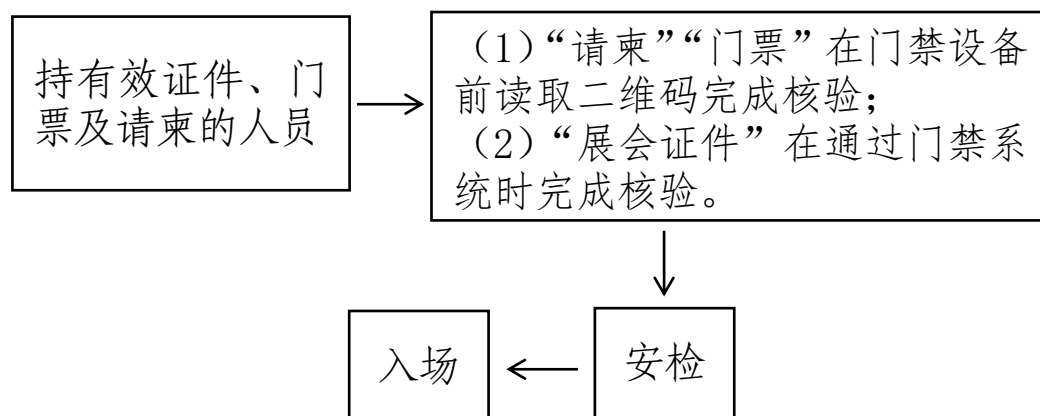 持有效证件、门
票及请柬的人员
（1）“请柬”“门票”在门禁设备
前读取二维码完成核验；
（2）“展会证件”在通过门禁系
统时完成核验。
安检
入场